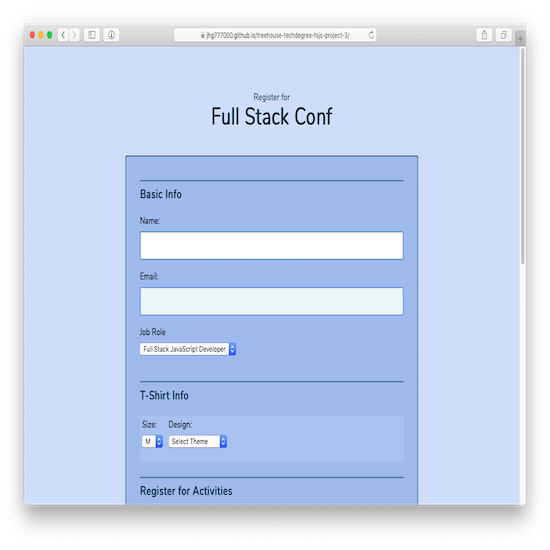 jhg777000.github.io/treehouse-techdegree-fsjs-project-3/
Register for
Full Stack Conf
Basic Info
Name:
Email:
Job Role
Full Stack JavaScript Developer
T-Shirt Info
Size: Design:
M Select Theme
Register for Activities